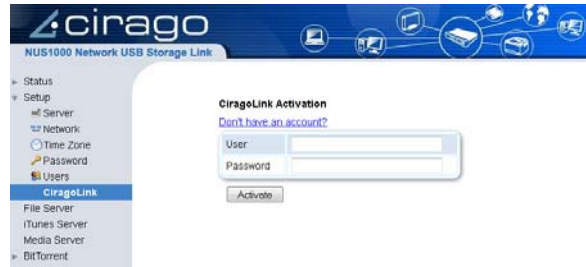 cirago
NUS1000 Network USB Storage Link
Status
Setup
Server
Network
Time Zone
Password
Users
CiragoLink
File Server
iTunes Server
Media Server
BitTorrent
CiragoLink Activation
Don't have an account?
User
Password
Activate